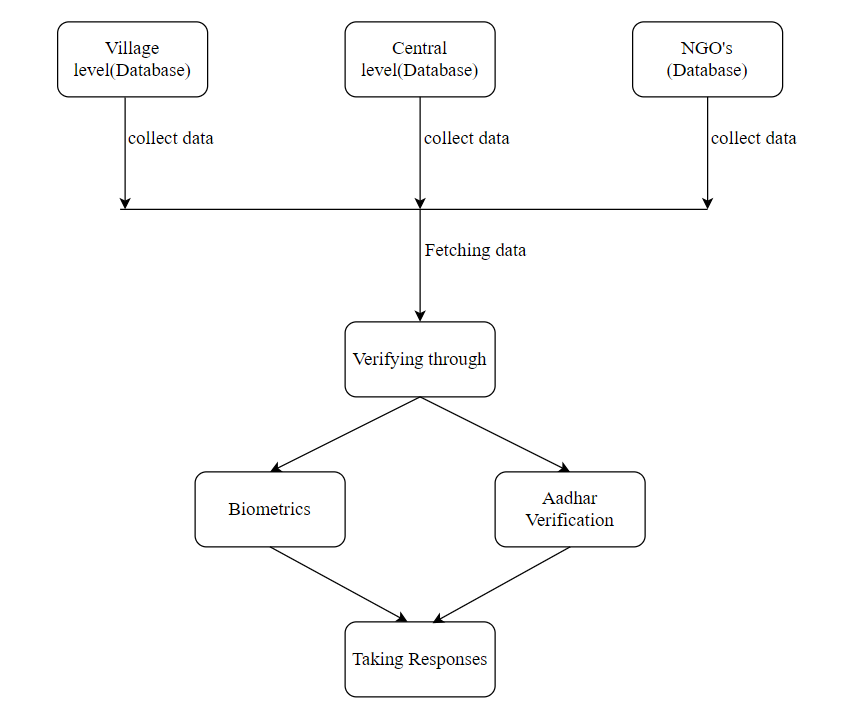 Village
level(Database)
Central
level(Database)
NGO's
(Database)
collect data
collect data
collect data
Fetching data
Verifying through
Biometrics
Aadhar
Verification
Taking Responses